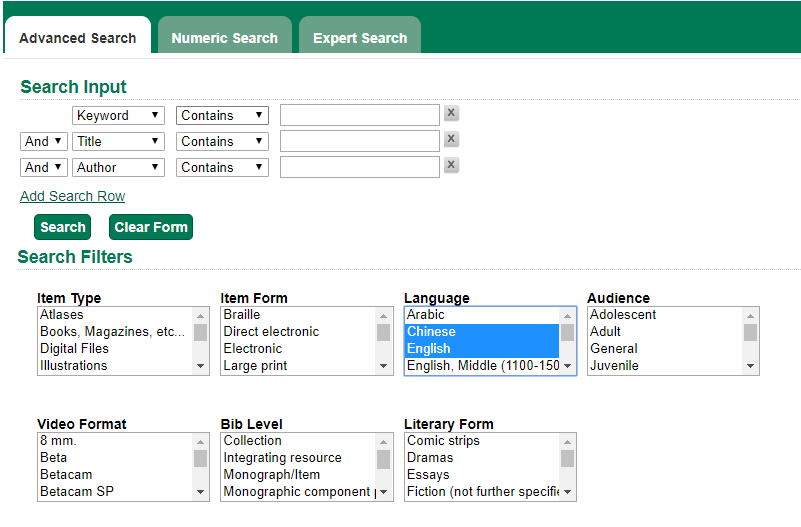 Advanced Search Numeric Search Expert Search
Search Input
Keyword Contains X
And Title Contains X
And Author Contains X
Add Search Row
Search Clear Form
Search Filters
Item Type Item Form Language Audience
Atlases Braille Arabic Adolescent
Books, Magazines, etc... Direct electronic Chinese Adult
Digital Files Electronic English General
Illustrations Large print English, Middle (1100-150 Juvenile
Video Format Bib Level Literary Form
8 mm. Collection Comic strips
Beta Integrating resource Dramas
Betacam Monograph/Item Essays
Betacam SP Monographic component Fiction (not further specifie